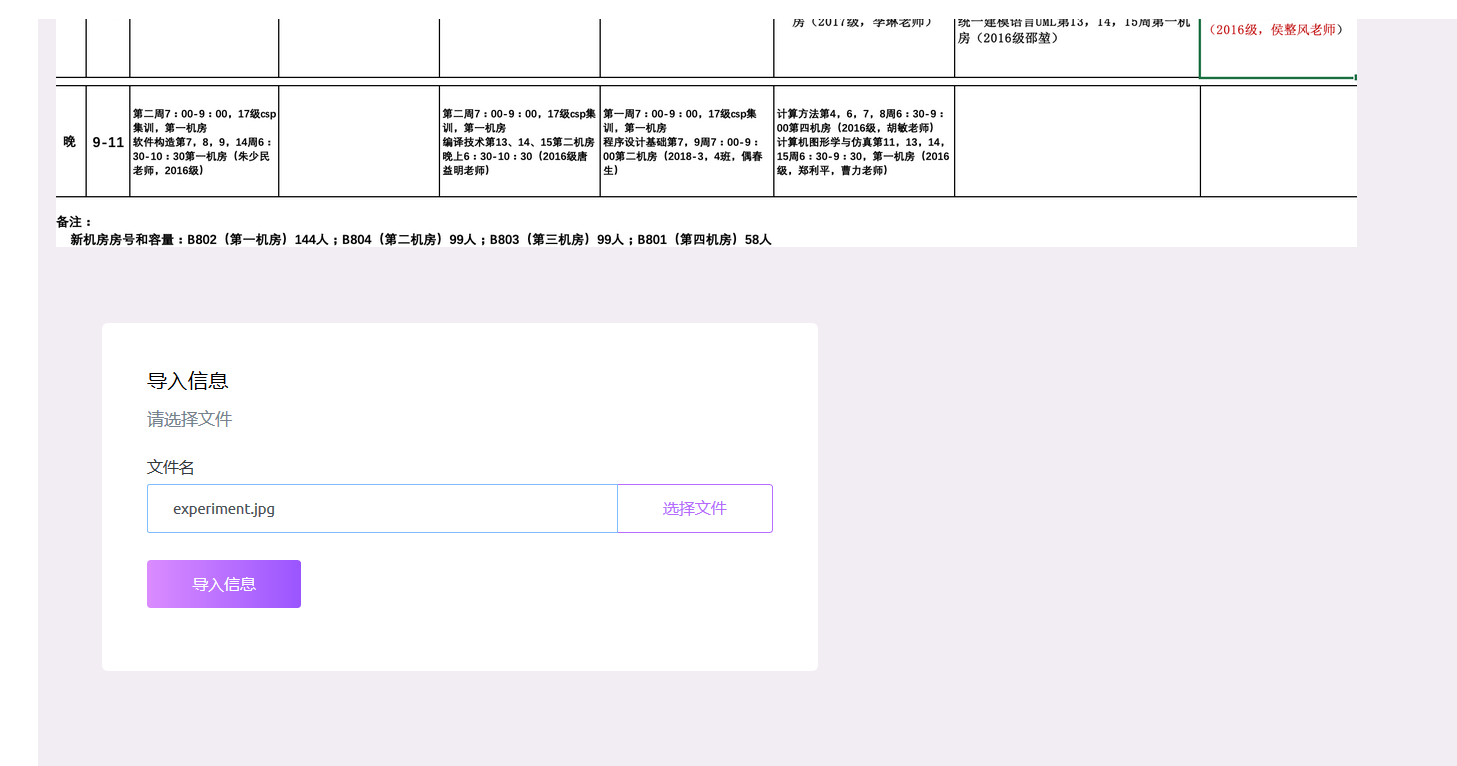 房（2017级，李琳老师）
统一建模语言UML第13，14，15周第一机
房（2016级邵堃）
（2016级，侯整风老师）
晚
9-11
第二周7：00-9：00，17级csp
集训，第一机房
软件构造第7，8，9，14周6：
30-10：30第一机房（朱少民
老师，2016级）
第二周7：00-9：00，17级csp集
训，第一机房
编译技术第13、14、15第二机房
晚上6：30-10：30（2016级唐
益明老师）
第一周7：00-9：00，17级csp集
训，第一机房
程序设计基础第7，9周7：00-9：
00第二机房（2018-3，4班，偶春
生）
计算方法第4，6，7，8周6：30-9：
00第四机房（2016级，胡敏老师）
计算机图形学与仿真第11，13，14，
15周6：30-9：30，第一机房（2016
级，郑利平，曹力老师）
备注：
新机房房号和容量：B802（第一机房）144人；B804（第二机房）99人；B803（第三机房）99人；B801（第四机房）58人
导入信息
请选择文件
文件名
experiment.jpg
选择文件
导入信息